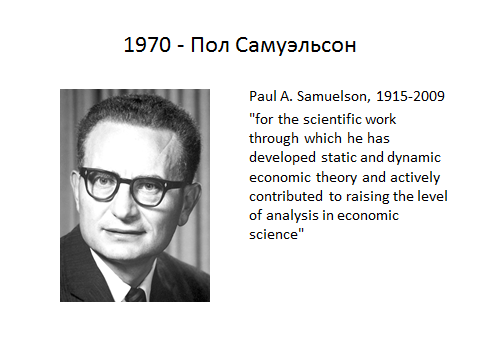 1970 - Пол Самуэльсон
Paul A. Samuelson, 1915-2009
"for the scientific work
through which he has
developed static and dynamic
economic theory and actively
contributed to raising the level
of analysis in economic
science"